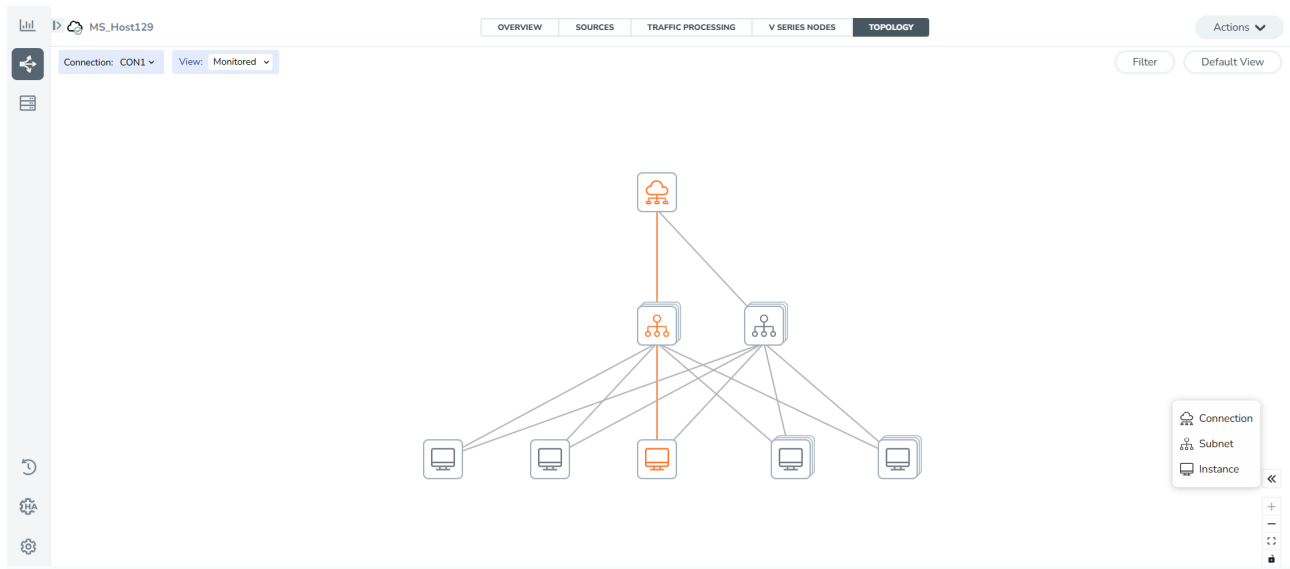 MS_Host129
OVERVIEW SOURCES TRAFFIC PROCESSING V SERIES NODES TOPOLOGY
Actions
Connection: CON1 View: Monitored
Filter Default View
Connection
Subnet
Instance
HA